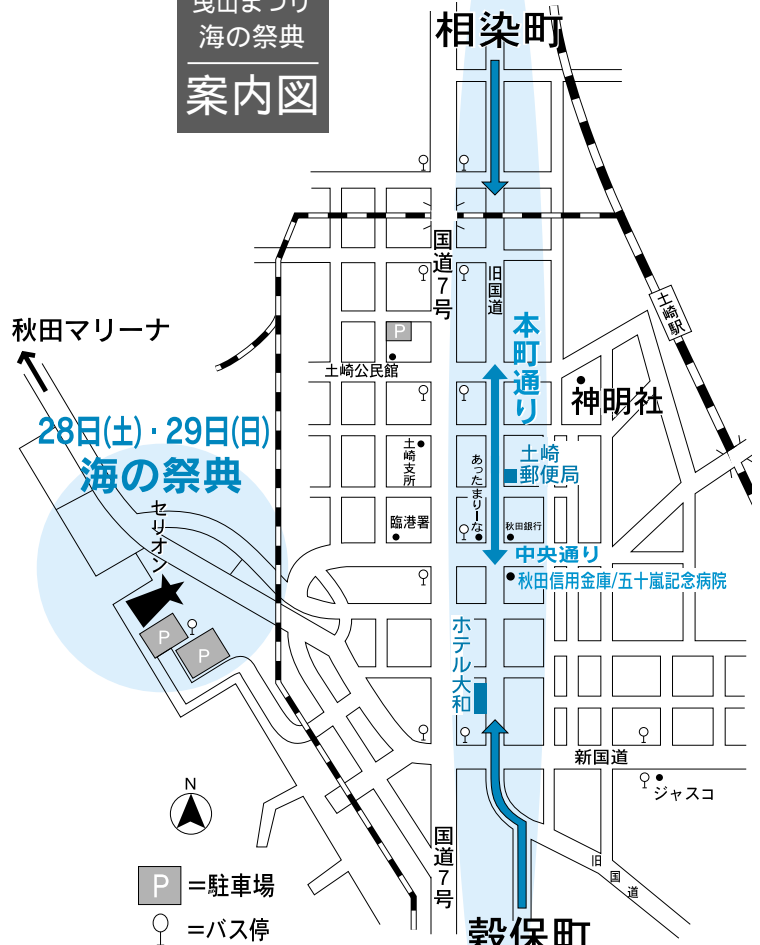 曳山まつり
海の祭典
案内図
相染町
国道7号
旧国道
土崎駅
秋田マリーナ
本町通り
P
土崎公民館
神明社
28日(土)・29日(日)
海の祭典
土崎支所
あったまりーな
土崎
郵便局
セリオン
臨港署
秋田銀行
中央通り
秋田信用金庫/五十嵐記念病院
P
P
ホテル大和
新国道
ジャスコ
N
国道7号
旧国道
P=駐車場
=バス停
穀保町